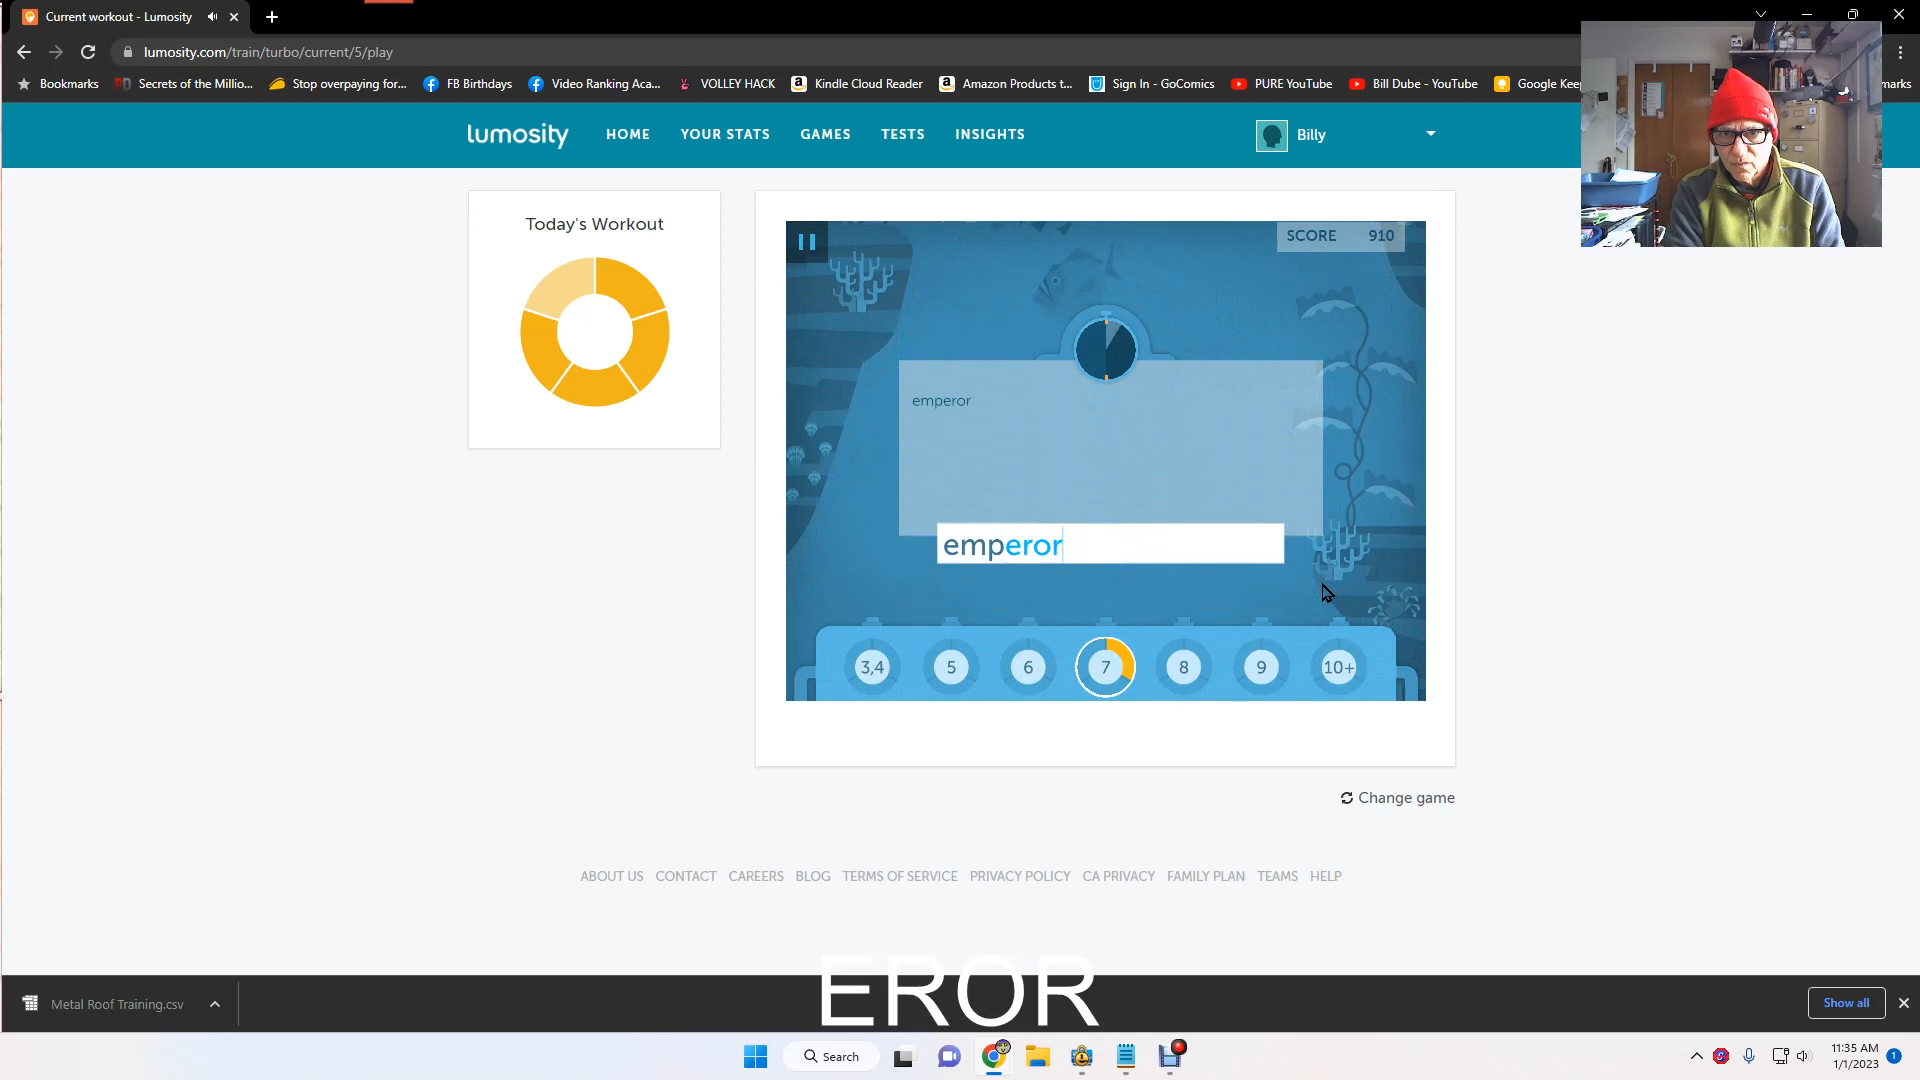 Current workout - Lumosity
lumosity.com/train/turbo/current/5/play
Bookmarks
Secrets of the Millio...
Stop overpaying for...
FB Birthdays
Video Ranking Aca...
VOLLEY HACK
Kindle Cloud Reader
Amazon Products t...
Sign In - GoComics
PURE YouTube
Bill Dube - YouTube
Google Keep
marks
lumosity
HOME
YOUR STATS
GAMES
TESTS
INSIGHTS
Billy
Today's Workout
SCORE 910
emperor
emperor
3,4
5
6
7
8
9
10+
Change game
ABOUT US
CONTACT
CAREERS
BLOG
TERMS OF SERVICE
PRIVACY POLICY
CA PRIVACY
FAMILY PLAN
TEAMS
HELP
EROR
Metal Roof Training.csv
Show all
Search
11:35 AM
1/1/2023
1